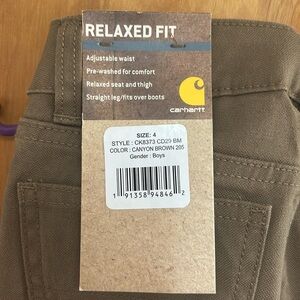 RELAXED FIT
Adjustable waist
Pre-washed for comfort
Relaxed seat and thigh
Straight leg/fits over boots
carhartt
SIZE: 4
STYLE : CK8373 CD29 BM
COLOR : CANYON BROWN 205
Gender : Boys
1 91358 94846 2